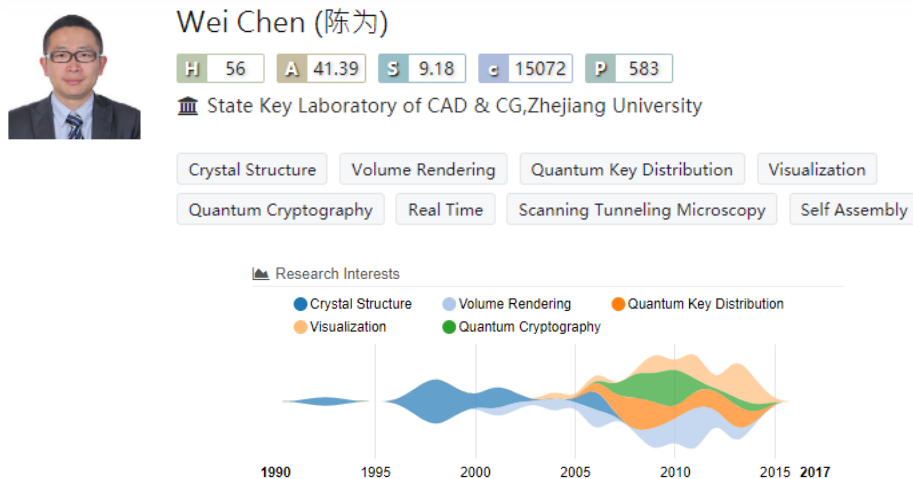 Wei Chen (陈为)
H 56 A 41.39 S 9.18 c 15072 P 583
State Key Laboratory of CAD & CG,Zhejiang University
Crystal Structure Volume Rendering Quantum Key Distribution Visualization
Quantum Cryptography Real Time Scanning Tunneling Microscopy Self Assembly
Research Interests
Crystal Structure Volume Rendering Quantum Key Distribution
Visualization Quantum Cryptography
1990 1995 2000 2005 2010 2015 2017